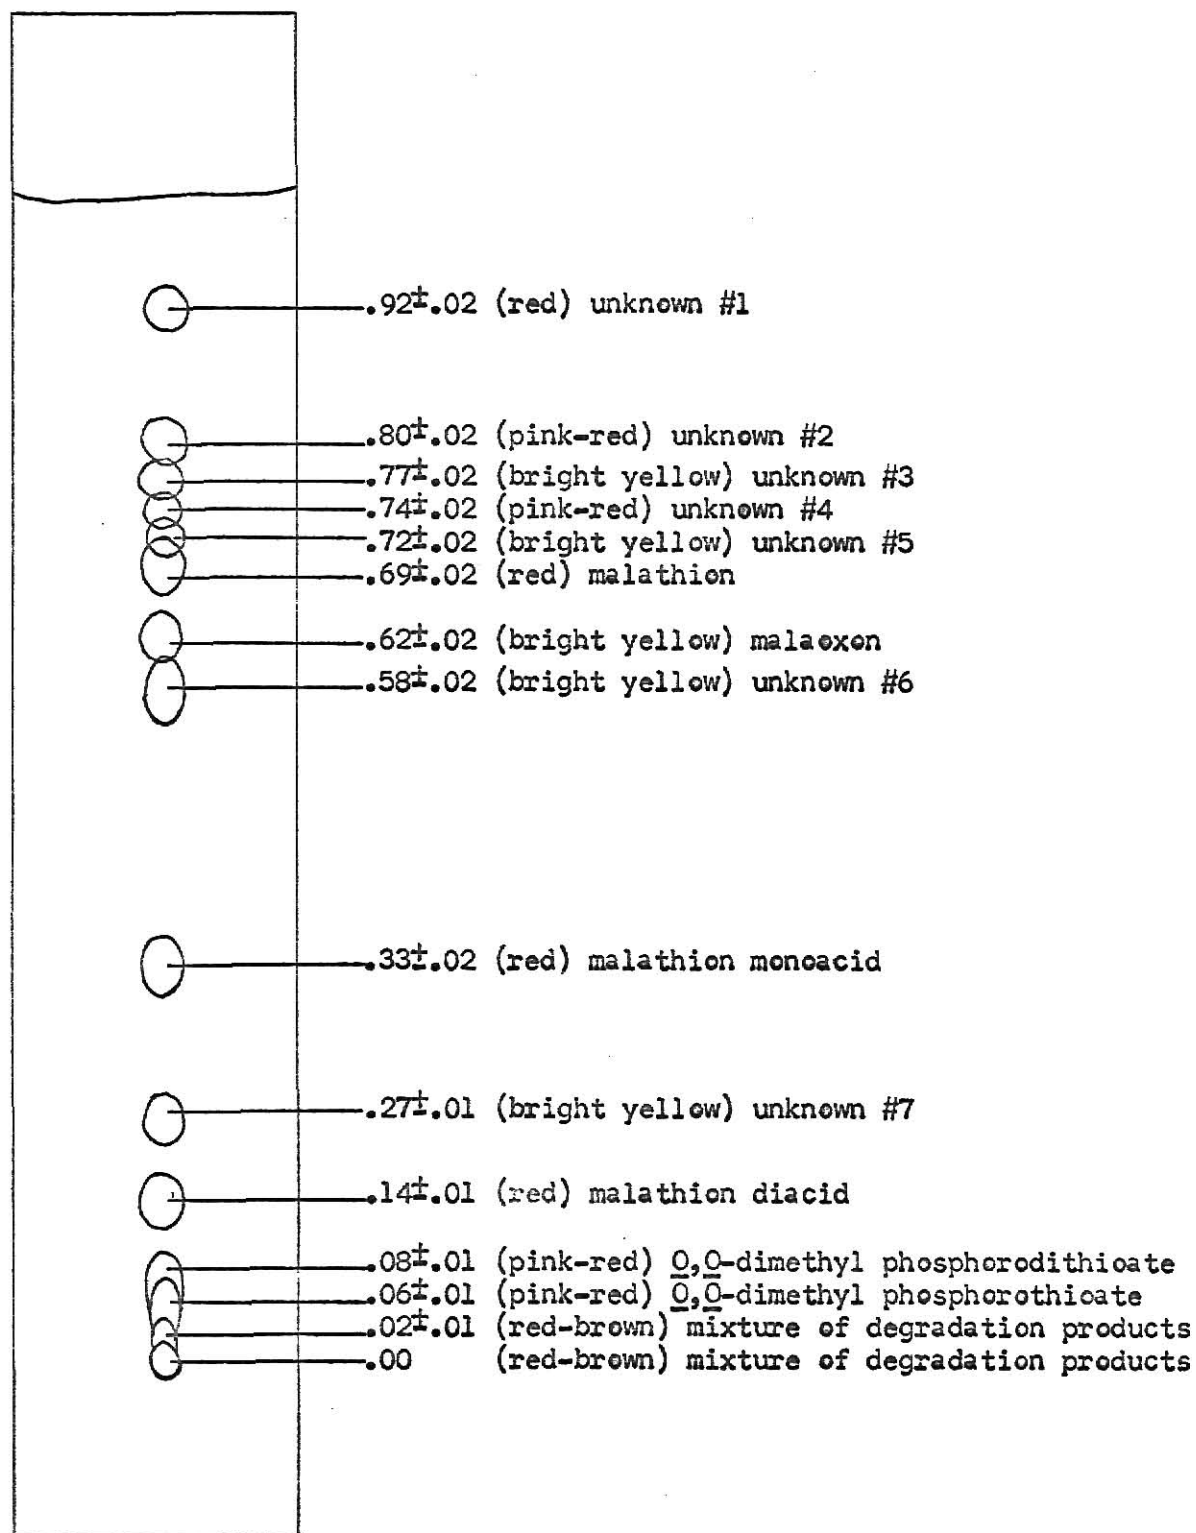 .92±.02 (red) unknown #1
.80±.02 (pink-red) unknown #2
.77±.02 (bright yellow) unknown #3
.74±.02 (pink-red) unknown #4
.72±.02 (bright yellow) unknown #5
.69±.02 (red) malathion
.62±.02 (bright yellow) malaoxon
.58±.02 (bright yellow) unknown #6
.33±.02 (red) malathion monoacid
.27±.01 (bright yellow) unknown #7
.14±.01 (red) malathion diacid
.08±.01 (pink-red) O,O-dimethyl phosphorodithioate
.06±.01 (pink-red) O,O-dimethyl phosphorothioate
.02±.01 (red-brown) mixture of degradation products
.00 (red-brown) mixture of degradation products